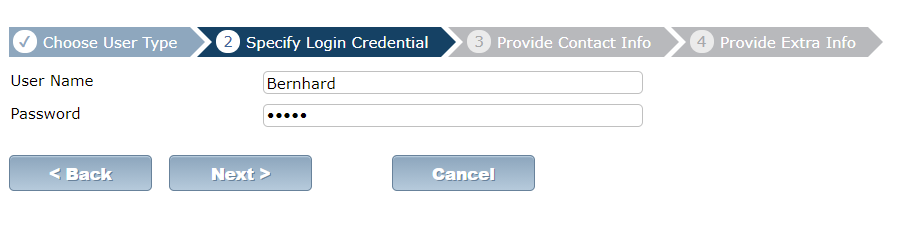 ✓ Choose User Type 2 Specify Login Credential 3 Provide Contact Info 4 Provide Extra Info
User Name Bernhard
Password •••••
< Back Next > Cancel